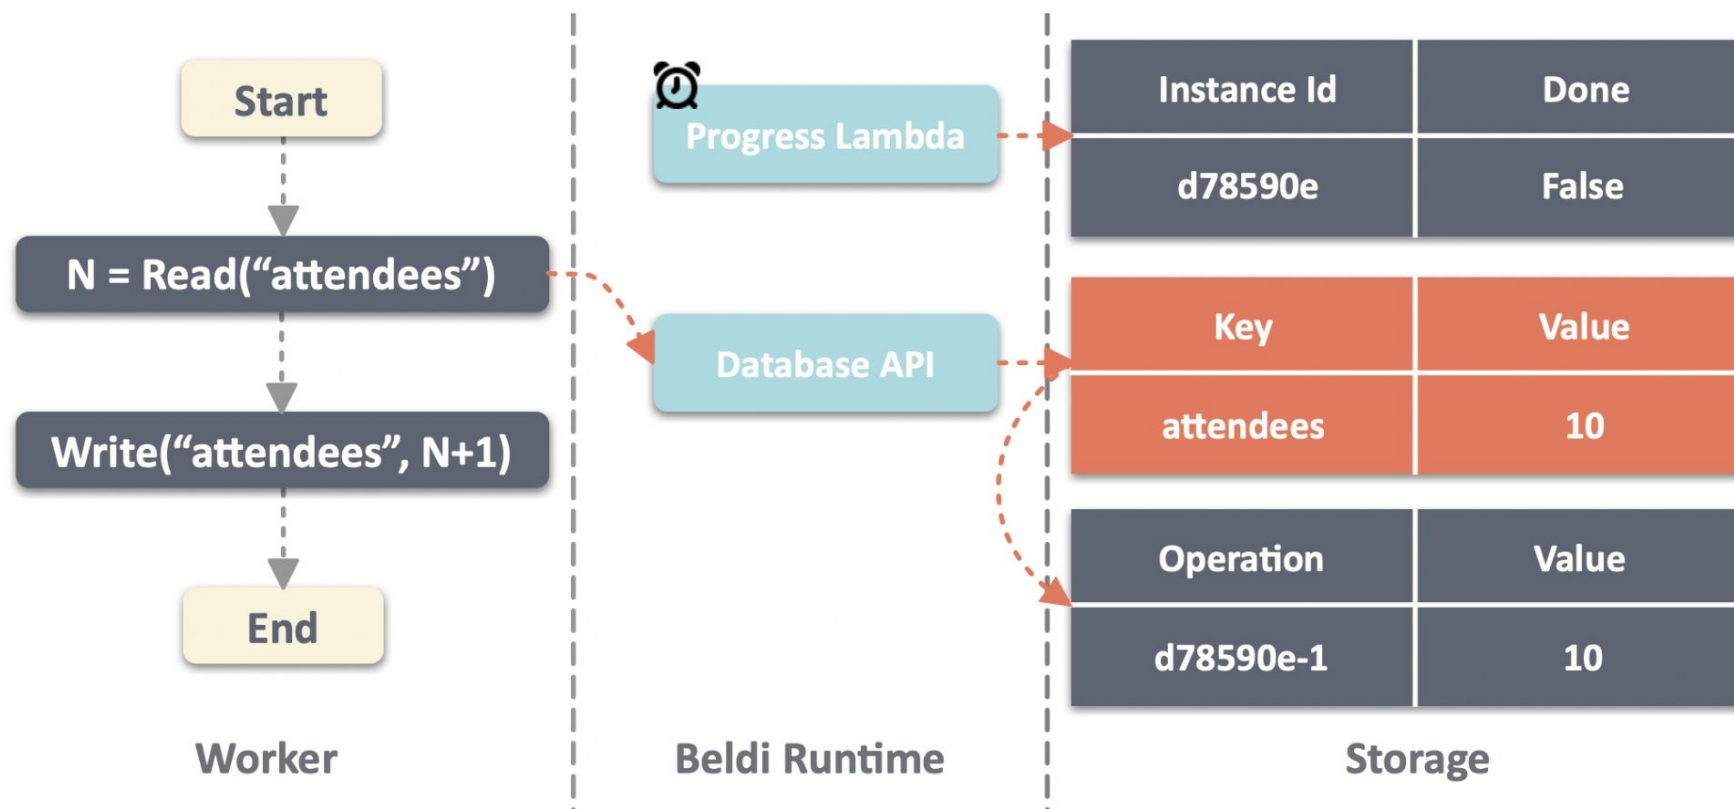 Start
N = Read(“attendees”)
Write(“attendees”, N+1)
End
Worker
Progress Lambda
Database API
Beldi Runtime
Instance Id Done
d78590e False
Key Value
attendees 10
Operation Value
d78590e-1 10
Storage